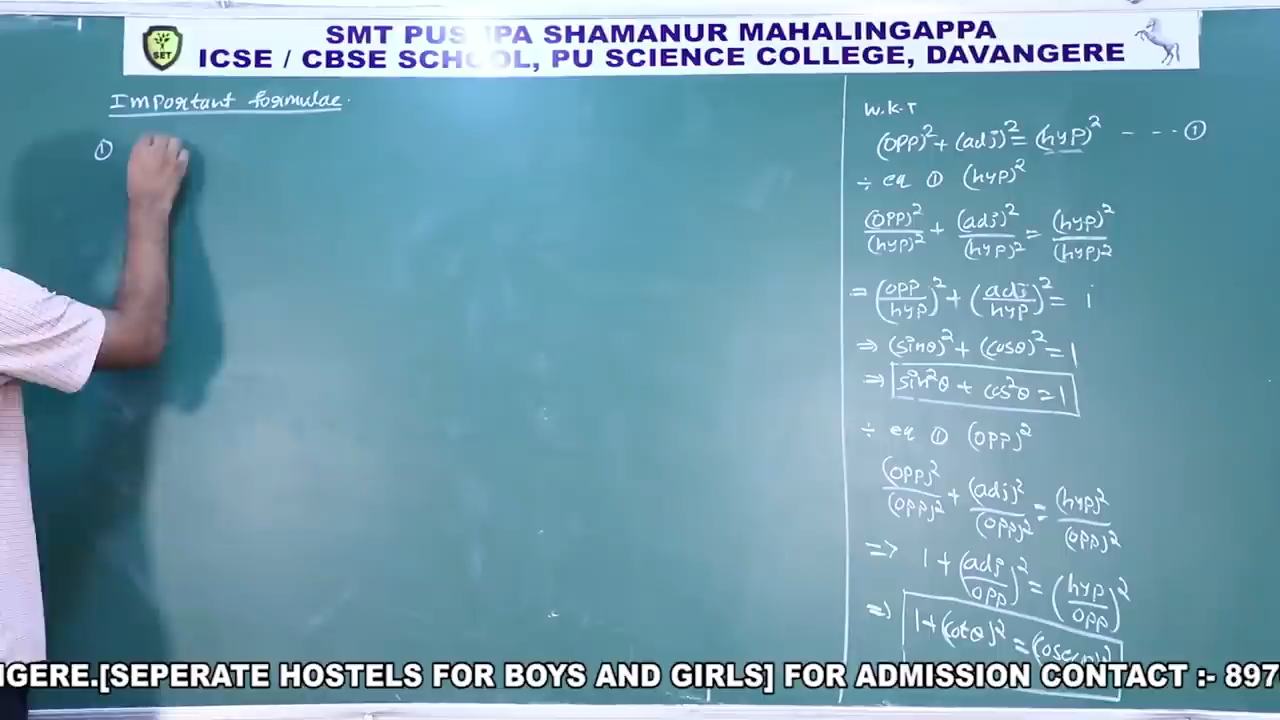 SMT PUSHPA SHAMANUR MAHALINGAPPA
ICSE / CBSE SCHOOL, PU SCIENCE COLLEGE, DAVANGERE
SET
Important formulae.
①
W.K.T
(opp)² + (adj)² = (hyp)² - - - - ①
÷ eq ① (hyp)²
(opp)²/(hyp)² + (adj)²/(hyp)² = (hyp)²/(hyp)²
= (opp/hyp)² + (adj/hyp)² = 1
⇒ (sinθ)² + (cosθ)² = 1
⇒ sin²θ + cos²θ = 1
÷ eq ① (opp)²
(opp)²/(opp)² + (adj)²/(opp)² = (hyp)²/(opp)²
⇒ 1 + (adj/opp)² = (hyp/opp)²
⇒ 1 + (cotθ)² =
NGERE.[SEPERATE HOSTELS FOR BOYS AND GIRLS] FOR ADMISSION CONTACT :- 897